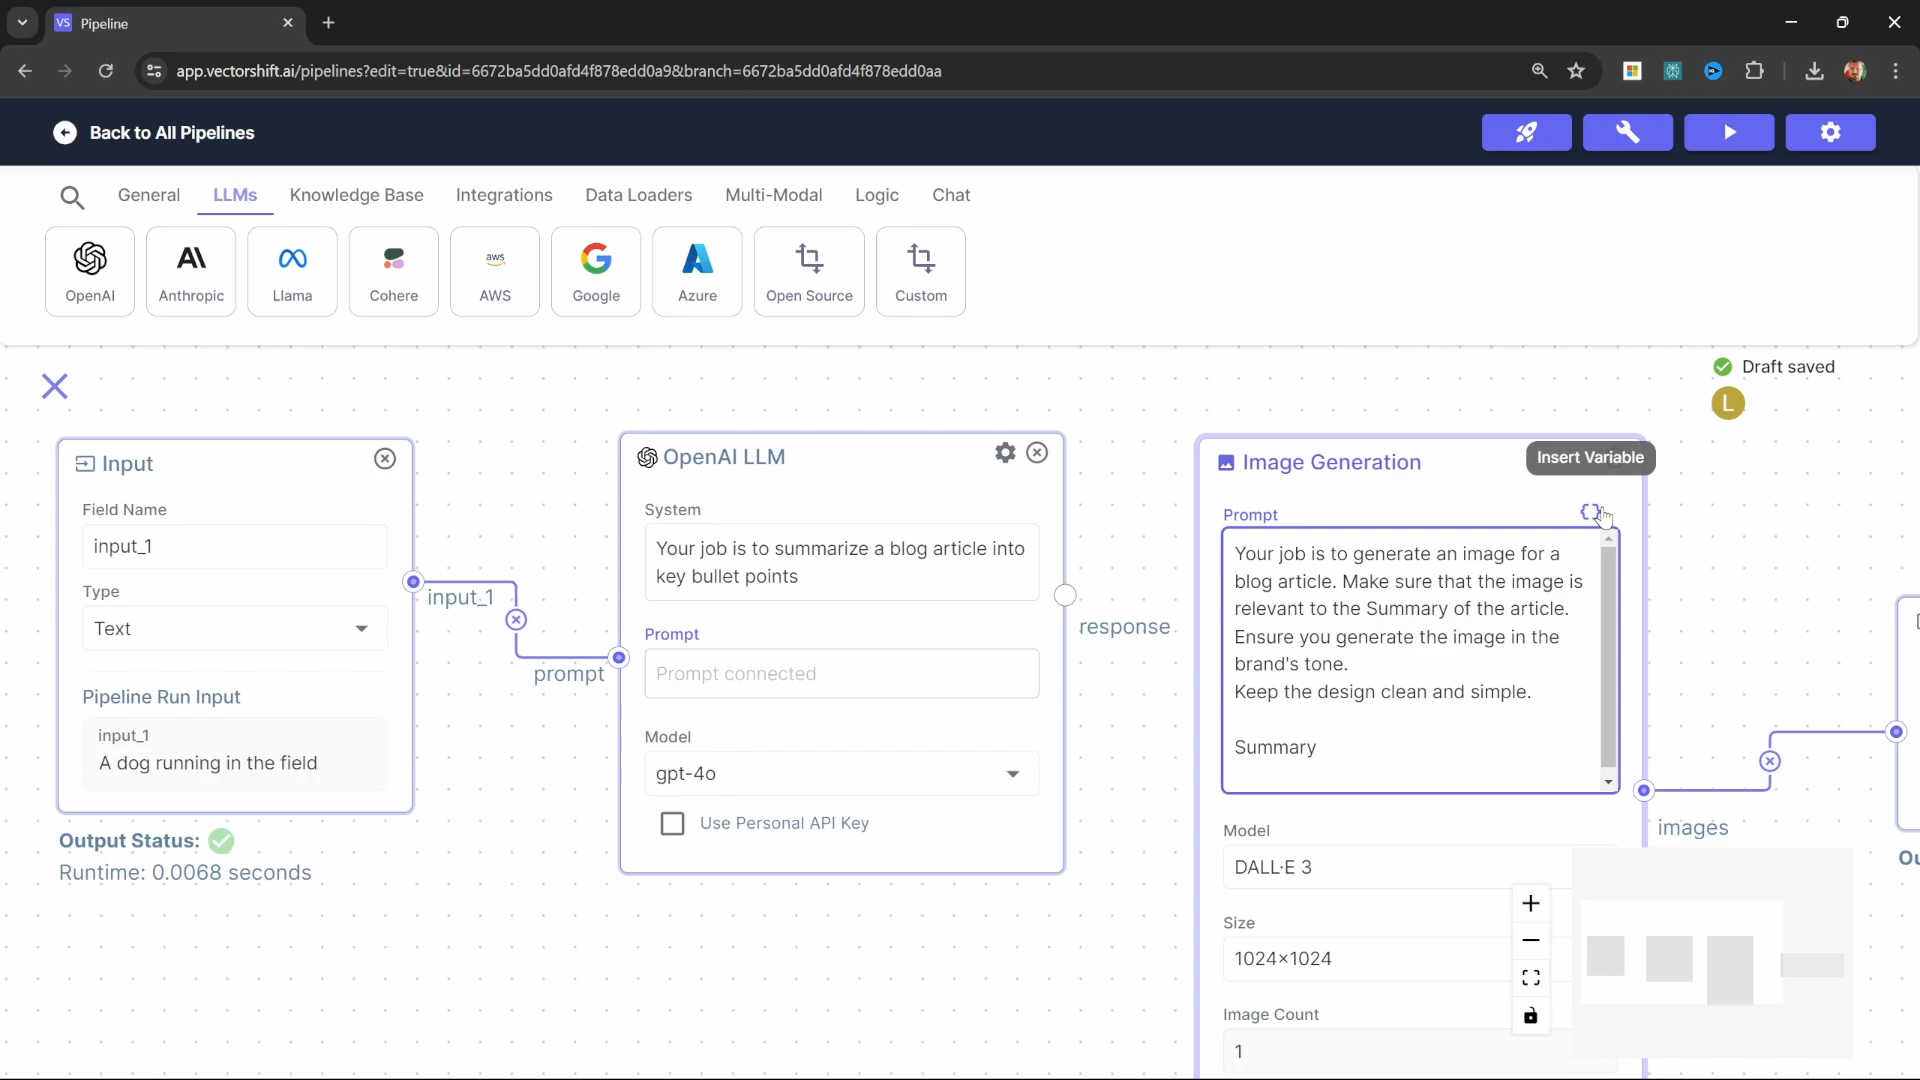 VS Pipeline
app.vectorshift.ai/pipelines?edit=true&id=6672ba5dd0afd4f878edd0a9&branch=6672ba5dd0afd4f878edd0aa
Back to All Pipelines
General LLMs Knowledge Base Integrations Data Loaders Multi-Modal Logic Chat
aws
OpenAI Anthropic Llama Cohere AWS Google Azure Open Source Custom
Draft saved
L
Input
Field Name
input_1
Type
Text
Pipeline Run Input
input_1
A dog running in the field
Output Status:
Runtime: 0.0068 seconds
input_1
prompt
OpenAI LLM
System
Your job is to summarize a blog article into
key bullet points
Prompt
Prompt connected
Model
gpt-4o
Use Personal API Key
response
Image Generation
Insert Variable
Prompt
{}
Your job is to generate an image for a
blog article. Make sure that the image is
relevant to the Summary of the article.
Ensure you generate the image in the
brand's tone.
Keep the design clean and simple.
Summary
Model
DALL·E 3
Size
1024×1024
Image Count
1
images